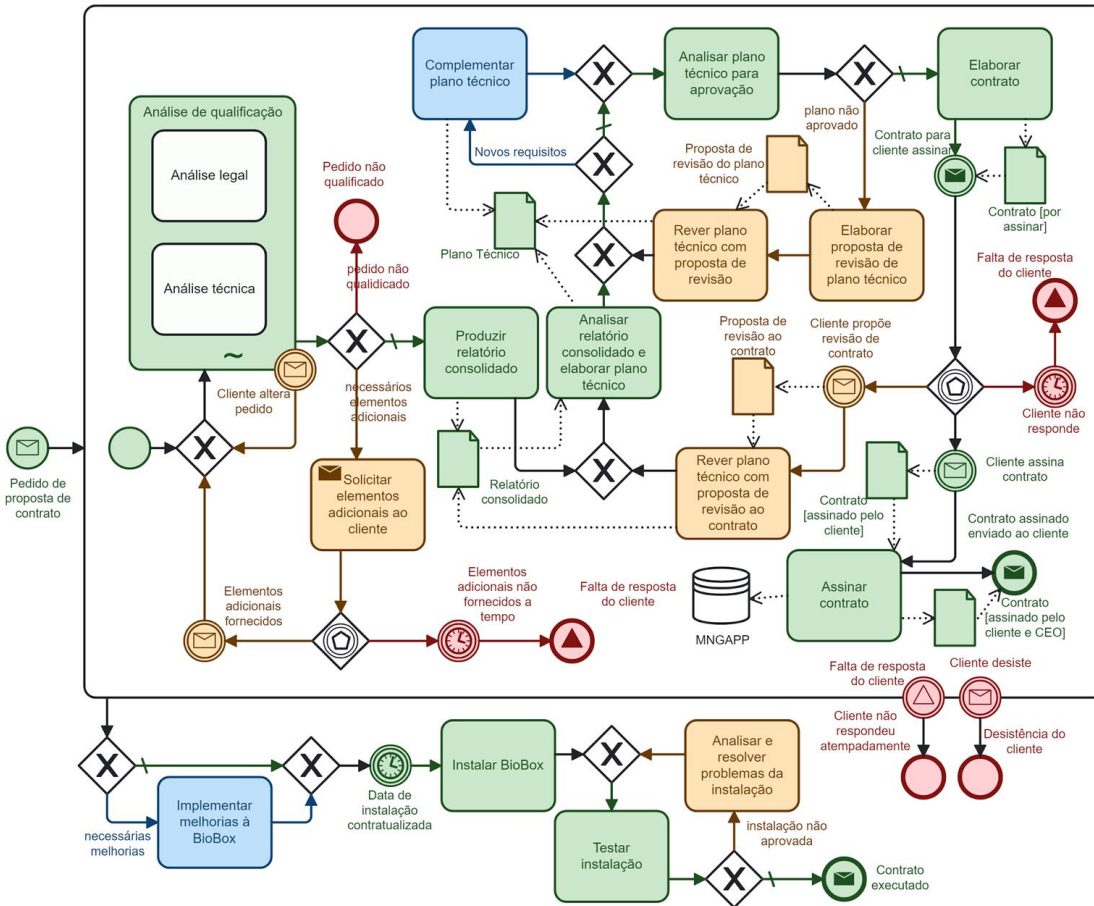 Complementar
plano técnico
Analisar plano
técnico para
aprovação
Elaborar
contrato
Análise de qualificação
Análise legal
Análise técnica
Pedido não
qualificado
Novos requisitos
Proposta de
revisão do plano
técnico
plano não
aprovado
Contrato para
cliente assinar
Contrato [por
assinar]
Plano Técnico
Rever plano
técnico com
proposta de
revisão
Elaborar
proposta de
revisão de plano
técnico
pedido não
qualidicado
Falta de resposta
do cliente
Produzir
relatório
consolidado
Analisar
relatório
consolidado e
elaborar plano
técnico
Proposta de
revisão ao
contrato
Cliente propõe
revisão de
contrato
Cliente altera
pedido
necessários
elementos
adicionais
Cliente não
responde
Pedido de
proposta de
contrato
Relatório
consolidado
Solicitar
elementos
adicionais ao
cliente
Rever plano
técnico com
proposta de
revisão ao
contrato
Cliente assina
contrato
Contrato
[assinado pelo
cliente]
Contrato assinado
enviado ao cliente
Elementos
adicionais
fornecidos
Elementos
adicionais não
fornecidos a
tempo
Falta de resposta
do cliente
MNGAPP
Assinar
contrato
Contrato
[assinado pelo
cliente e CEO]
Falta de resposta
do cliente
Cliente desiste
Cliente não
respondeu
atempadamente
Desistência do
cliente
necessárias
melhorias
Implementar
melhorias à
BioBox
Data de
instalação
contratualizada
Instalar BioBox
Analisar e
resolver
problemas da
instalação
Testar
instalação
instalação não
aprovada
Contrato
executado